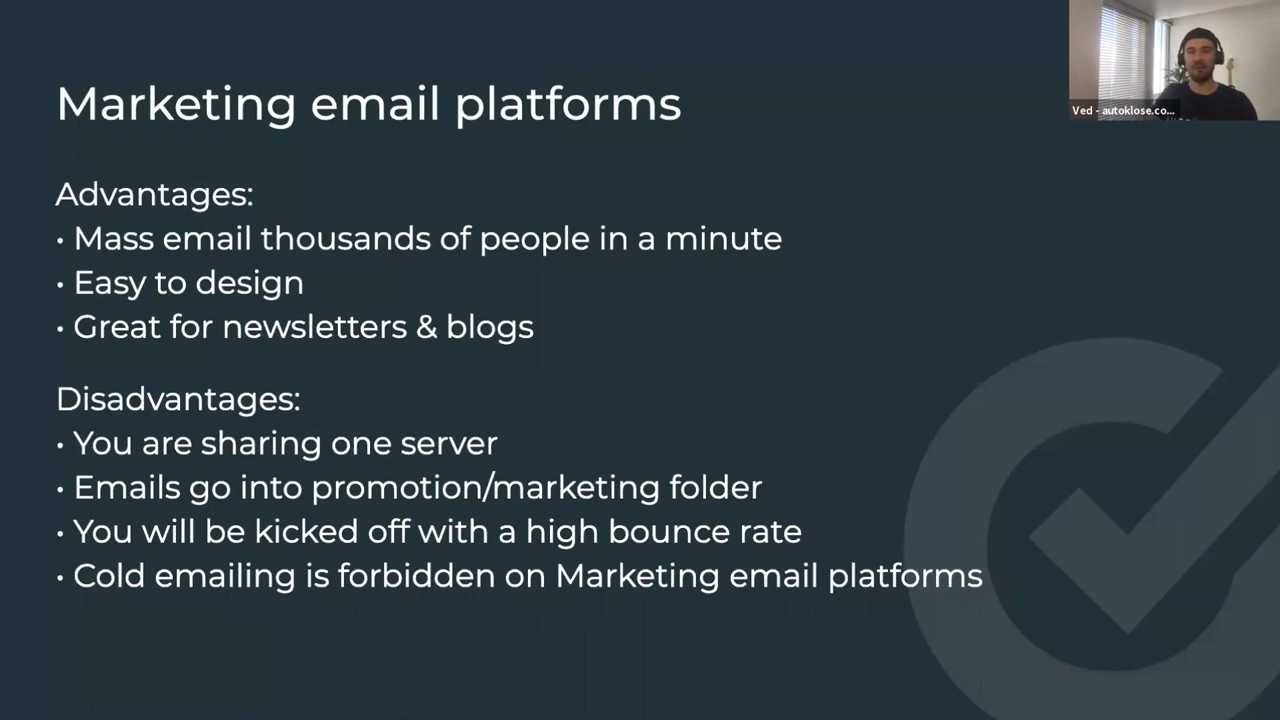 Marketing email platforms
Ved - autoklose.co...
Advantages:
• Mass email thousands of people in a minute
• Easy to design
• Great for newsletters & blogs
Disadvantages:
• You are sharing one server
• Emails go into promotion/marketing folder
• You will be kicked off with a high bounce rate
• Cold emailing is forbidden on Marketing email platforms